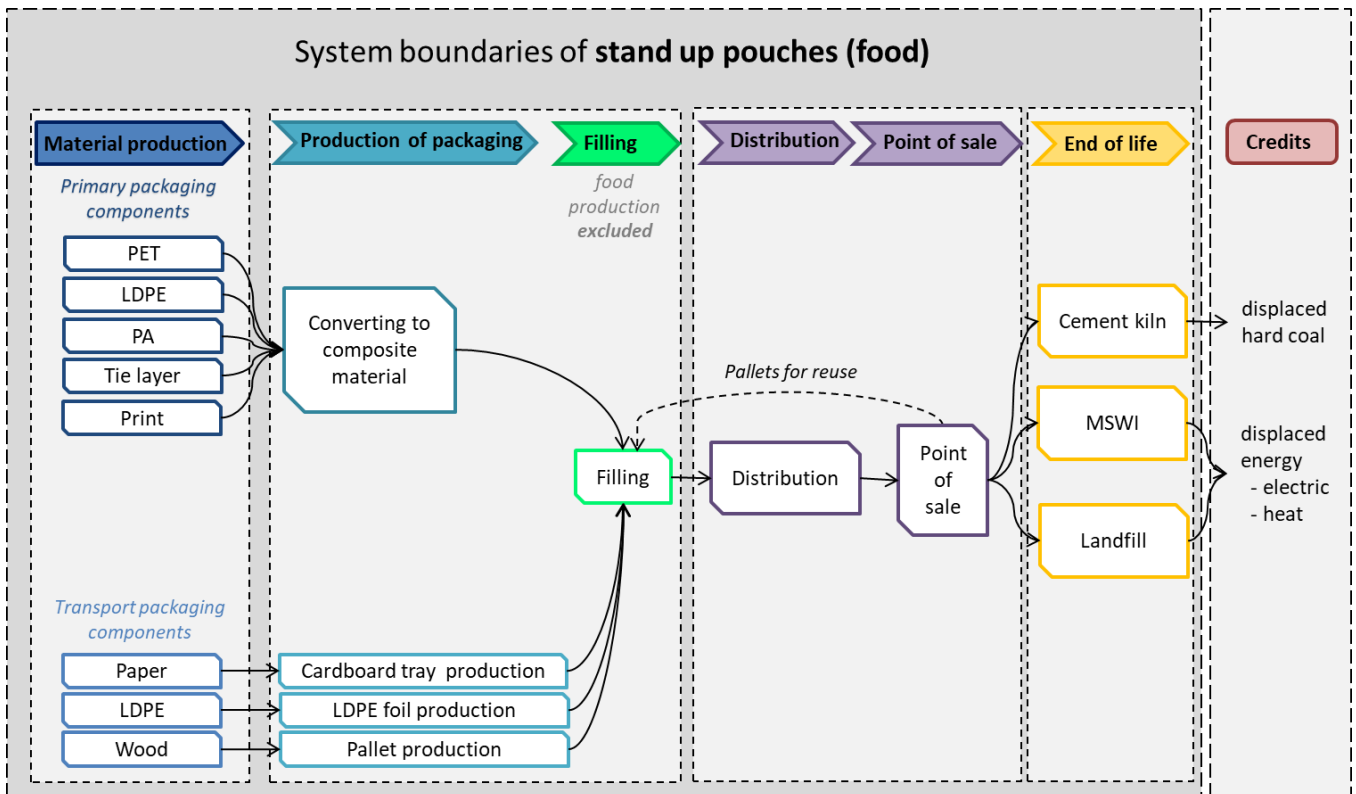 System boundaries of stand up pouches (food)
Material production
Production of packaging
Filling
Distribution
Point of sale
End of life
Credits
Primary packaging
components
food
production
excluded
PET
LDPE
PA
Tie layer
Print
Converting to
composite
material
Cement kiln
displaced
hard coal
Pallets for reuse
MSWI
Filling
Distribution
Point
of
sale
displaced
energy
- electric
- heat
Landfill
Transport packaging
components
Paper
Cardboard tray production
LDPE
LDPE foil production
Wood
Pallet production